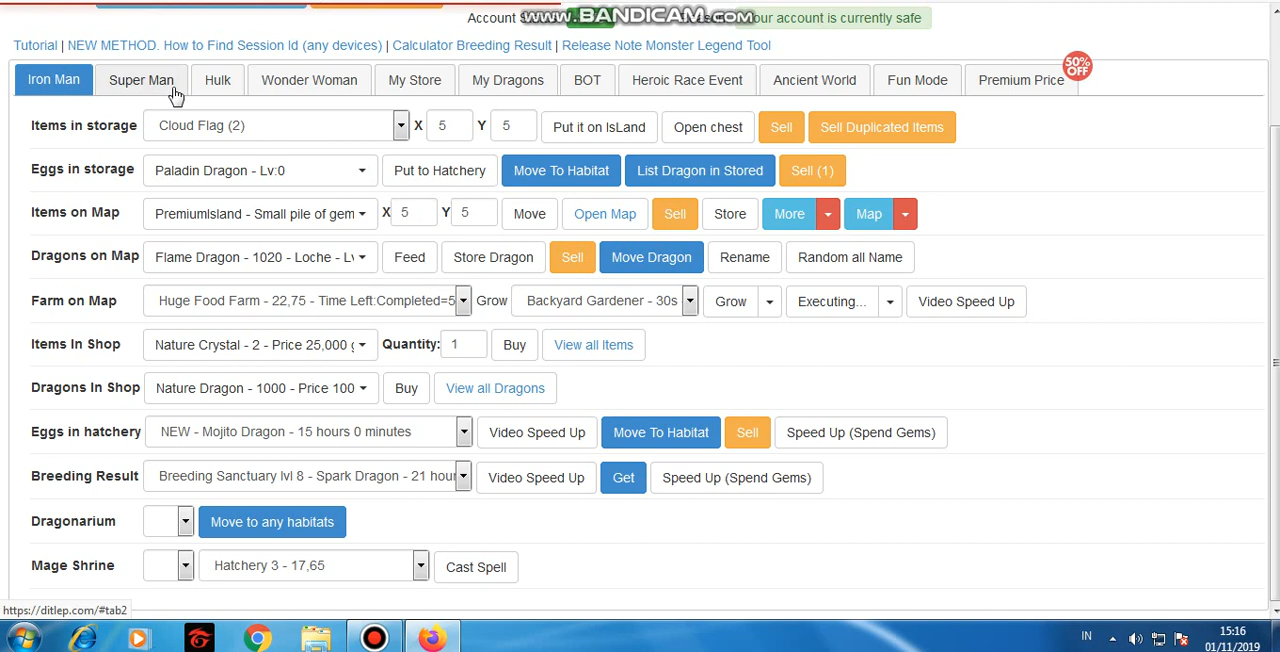 Account S
WWW.BANDICAM.COM
our account is currently safe
Tutorial | NEW METHOD. How to Find Session Id (any devices) | Calculator Breeding Result | Release Note Monster Legend Tool
Iron Man Super Man Hulk Wonder Woman My Store My Dragons BOT Heroic Race Event Ancient World Fun Mode Premium Price 50% OFF
Items in storage Cloud Flag (2) X 5 Y 5 Put it on IsLand Open chest Sell Sell Duplicated Items
Eggs in storage Paladin Dragon - Lv:0 Put to Hatchery Move To Habitat List Dragon in Stored Sell (1)
Items on Map PremiumIsland - Small pile of gem X 5 Y 5 Move Open Map Sell Store More Map
Dragons on Map Flame Dragon - 1020 - Loche - Lv Feed Store Dragon Sell Move Dragon Rename Random all Name
Farm on Map Huge Food Farm - 22,75 - Time Left:Completed=5 Grow Backyard Gardener - 30s Grow Executing... Video Speed Up
Items In Shop Nature Crystal - 2 - Price 25,000 g Quantity: 1 Buy View all Items
Dragons In Shop Nature Dragon - 1000 - Price 100 Buy View all Dragons
Eggs in hatchery NEW - Mojito Dragon - 15 hours 0 minutes Video Speed Up Move To Habitat Sell Speed Up (Spend Gems)
Breeding Result Breeding Sanctuary lvl 8 - Spark Dragon - 21 hour Video Speed Up Get Speed Up (Spend Gems)
Dragonarium Move to any habitats
Mage Shrine Hatchery 3 - 17,65 Cast Spell
https://ditlep.com/#tab2
IN 15:16
01/11/2019